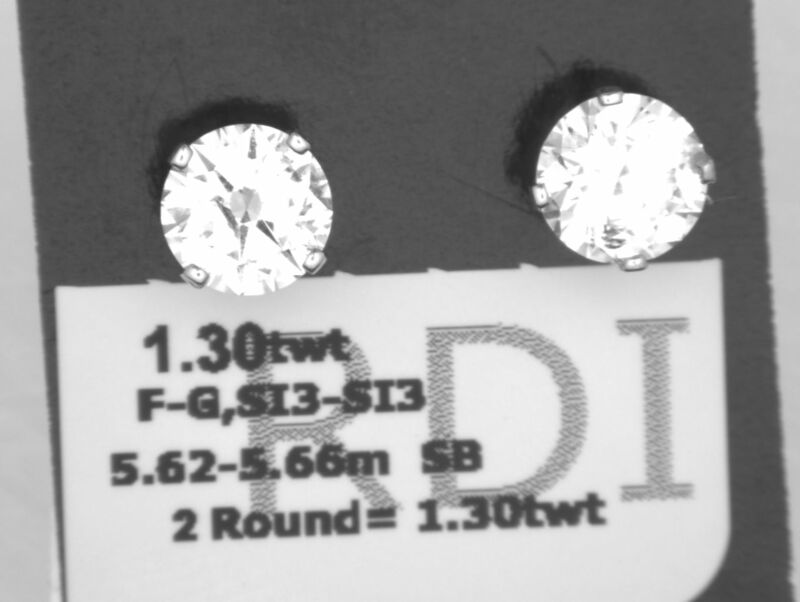 RDI
1.30twt
F-G,SI3-SI3
5.62-5.66m SB
2 Round= 1.30twt